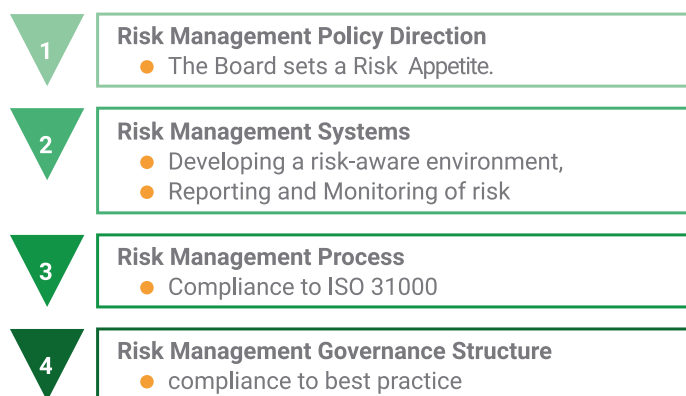 1
Risk Management Policy Direction
The Board sets a Risk Appetite.
2
Risk Management Systems
Developing a risk-aware environment,
Reporting and Monitoring of risk
3
Risk Management Process
Compliance to ISO 31000
4
Risk Management Governance Structure
compliance to best practice